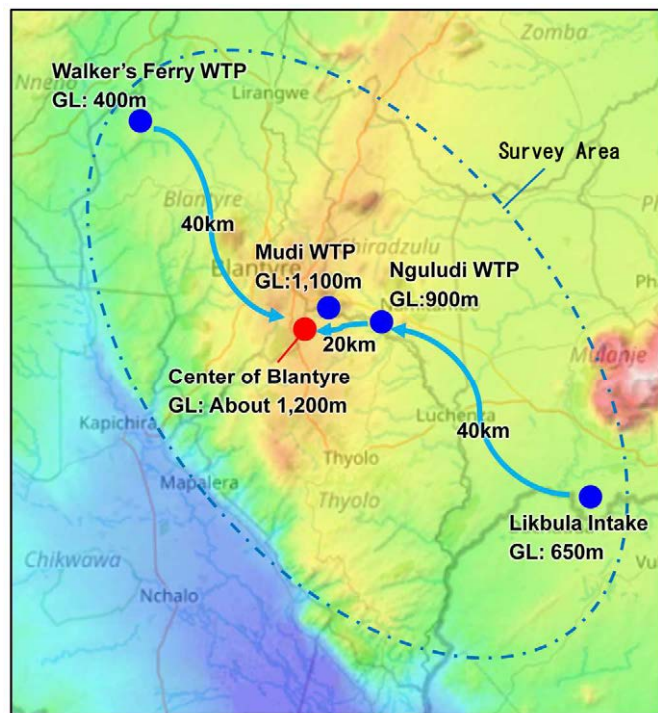 Zomba
Walker's Ferry WTP
Nneno
GL: 400m
Lirangwe
Survey Area
Blantyre
40km
Mudi WTP
Chiradzulu
Blantyre
Nguludi WTP
GL:1,100m
GL:900m
20km
Mulanje
Center of Blantyre
GL: About 1,200m
Luchenza
Kapichira
40km
Thyolo
Mapalera
Thyolo
Likbula Intake
GL: 650m
Chikwawa
Nchalo